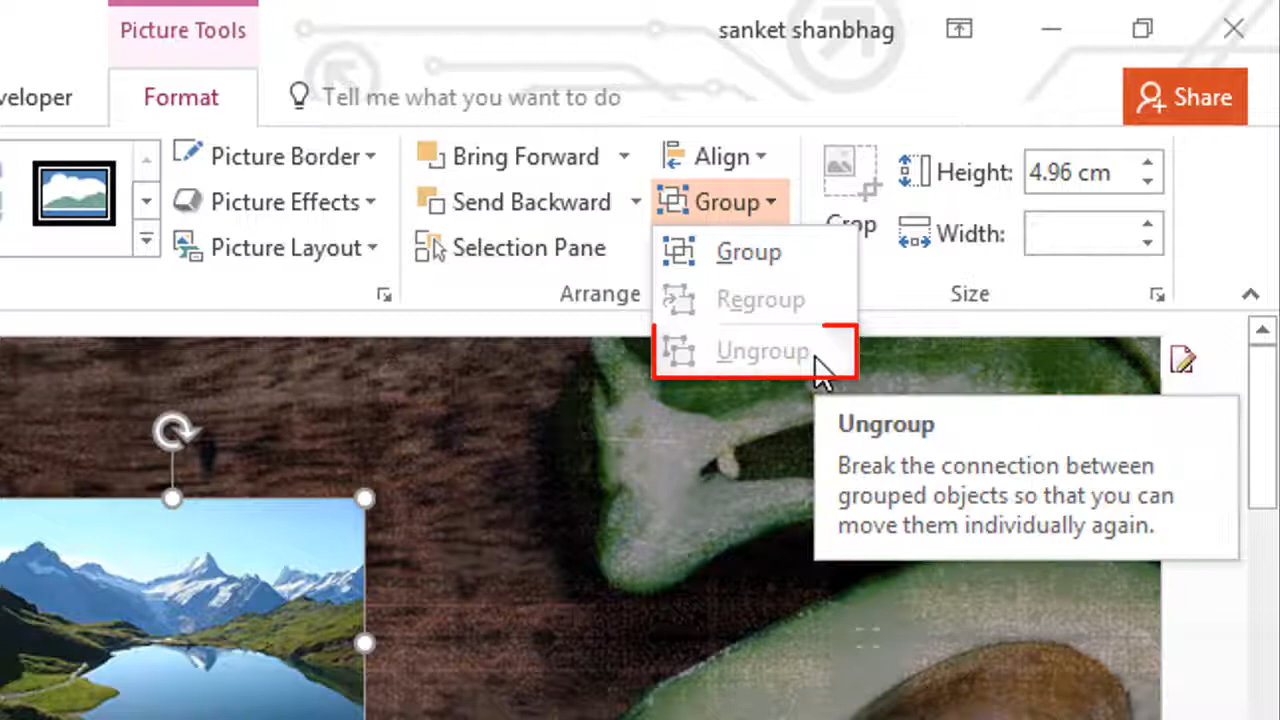 Picture Tools
sanket shanbhag
veloper
Format
Tell me what you want to do
Share
Picture Border
Bring Forward
Align
Height:
4.96 cm
Picture Effects
Send Backward
Group
Crop
Width:
Picture Layout
Selection Pane
Group
Arrange
Regroup
Size
Ungroup
Ungroup
Break the connection between
grouped objects so that you can
move them individually again.